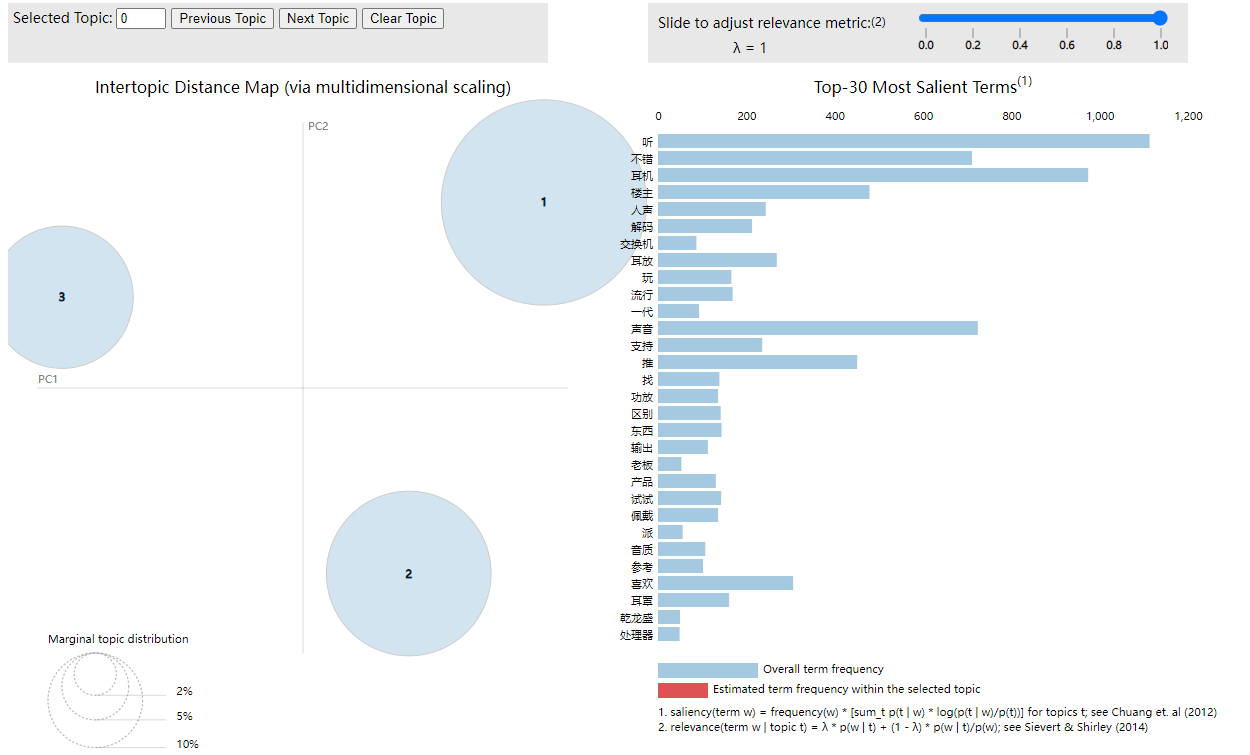 Selected Topic: 0 Previous Topic Next Topic Clear Topic
Slide to adjust relevance metric:(2)
λ = 1
0.0 0.2 0.4 0.6 0.8 1.0
Intertopic Distance Map (via multidimensional scaling)
PC2
1
3
PC1
2
Marginal topic distribution
2%
5%
10%
Top-30 Most Salient Terms(1)
0 200 400 600 800 1,000 1,200
听
不错
耳机
楼主
人声
解码
交换机
耳放
玩
流行
一代
声音
支持
推
找
功放
区别
东西
输出
老板
产品
试试
佩戴
派
音质
参考
喜欢
耳罩
乾龙盛
处理器
Overall term frequency
Estimated term frequency within the selected topic
1. saliency(term w) = frequency(w) * [sum_t p(t | w) * log(p(t | w)/p(t))] for topics t; see Chuang et. al (2012)
2. relevance(term w | topic t) = λ * p(w | t) + (1 - λ) * p(w | t)/p(w); see Sievert & Shirley (2014)